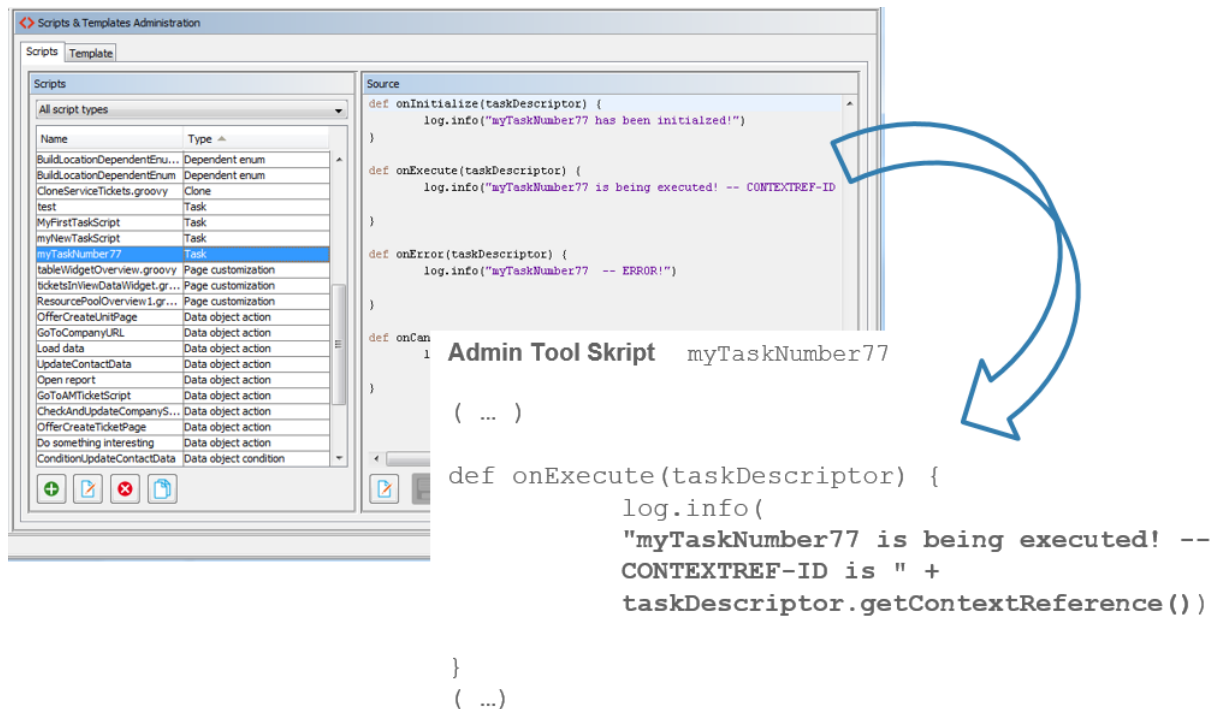 Scripts & Templates Administration
Scripts Template
Scripts
All script types
Name Type
BuildLocationDependentEnu... Dependent enum
BuildLocationDependentEnum Dependent enum
CloneServiceTickets.groovy Clone
test Task
MyFirstTaskScript Task
myNewTaskScript Task
myTaskNumber77 Task
tableWidgetOverview.groovy Page customization
ticketsInViewDataWidget.gr... Page customization
ResourcePoolOverview1.gr... Page customization
OfferCreateUnitPage Data object action
GoToCompanyURL Data object action
Load data Data object action
UpdateContactData Data object action
Open report Data object action
GoToAMTicketScript Data object action
CheckAndUpdateCompanyS... Data object action
OfferCreateTicketPage Data object action
Do something interesting Data object action
ConditionUpdateContactData Data object condition
Source
def onInitialize(taskDescriptor) {
log.info("myTaskNumber77 has been initialzed!")
}
def onExecute(taskDescriptor) {
log.info("myTaskNumber77 is being executed! -- CONTEXTREF-ID
}
def onError(taskDescriptor) {
log.info("myTaskNumber77 -- ERROR!")
}
def onCan
l
}
Admin Tool Skript myTaskNumber77
( … )
def onExecute(taskDescriptor) {
log.info(
"myTaskNumber77 is being executed! --
CONTEXTREF-ID is " +
taskDescriptor.getContextReference())
}
( …)